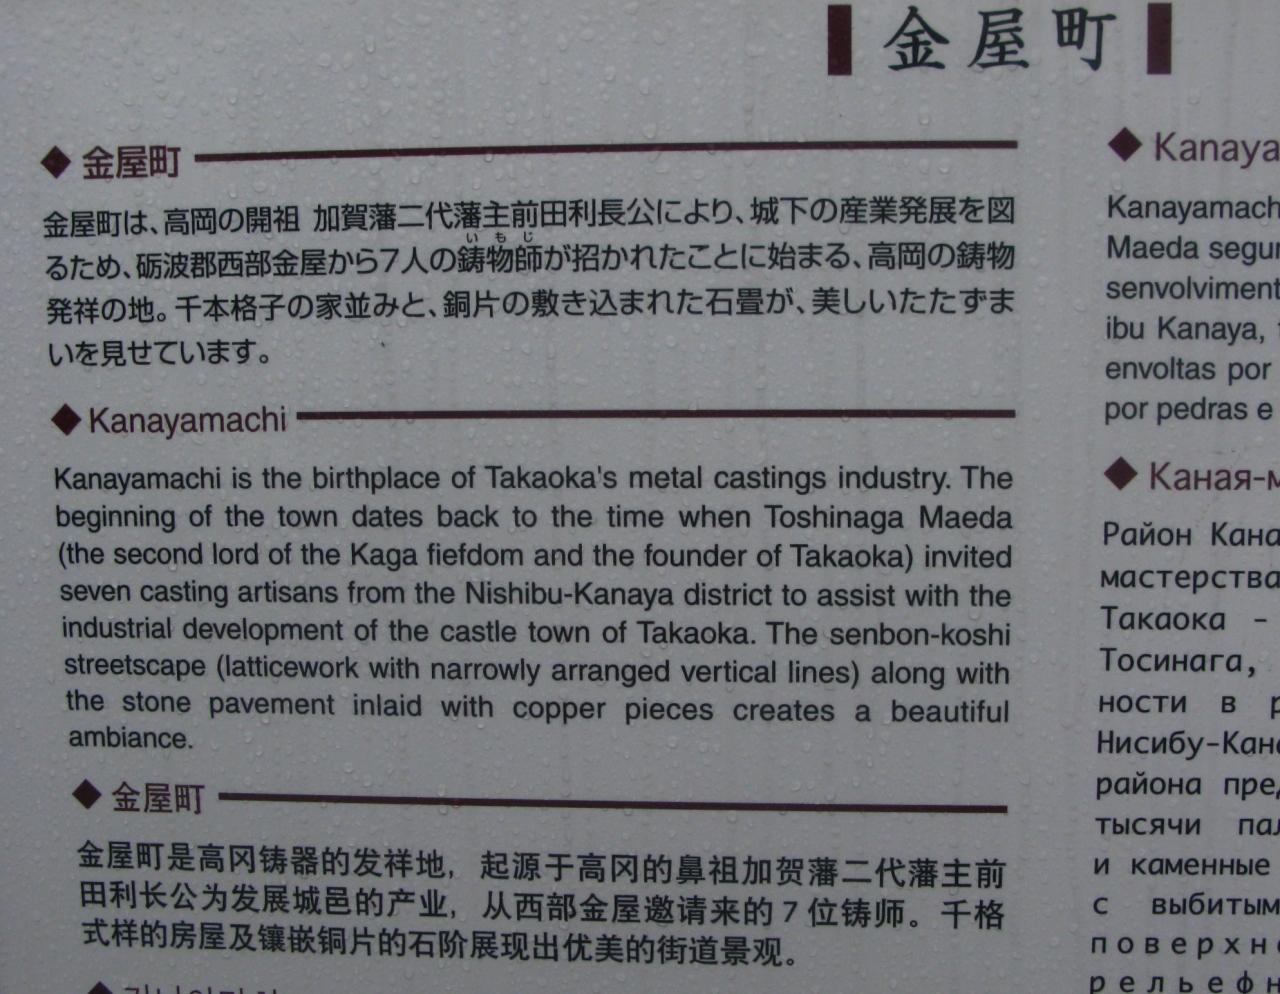 金屋町
◆ 金屋町
金屋町は、高岡の開祖 加賀藩二代藩主前田利長公により、城下の産業発展を図
いもじ
るため、砺波郡西部金屋から7人の鋳物師が招かれたことに始まる、高岡の鋳物
発祥の地。千本格子の家並みと、銅片の敷き込まれた石畳が、美しいたたずま
いを見せています。
◆ Kanayamachi
Kanayamachi is the birthplace of Takaoka's metal castings industry. The
beginning of the town dates back to the time when Toshinaga Maeda
(the second lord of the Kaga fiefdom and the founder of Takaoka) invited
seven casting artisans from the Nishibu-Kanaya district to assist with the
industrial development of the castle town of Takaoka. The senbon-koshi
streetscape (latticework with narrowly arranged vertical lines) along with
the stone pavement inlaid with copper pieces creates a beautiful
ambiance.
◆ 金屋町
金屋町是高冈铸器的发祥地，起源于高冈的鼻祖加贺藩二代藩主前
田利长公为发展城邑的产业，从西部金屋邀请来的 7 位铸师。千格
式样的房屋及镶嵌铜片的石阶展现出优美的街道景观。
◆ Kanaya
Kanayamach
Maeda segu
senvolviment
ibu Kanaya,
envoltas por
por pedras e
◆ Каная-м
Район Кана
мастерства
Такаока -
Тосинага,
ности в р
Нисибу-Кана
района пред
тысячи пал
и каменные
с выбитым
поверхн
рельефн